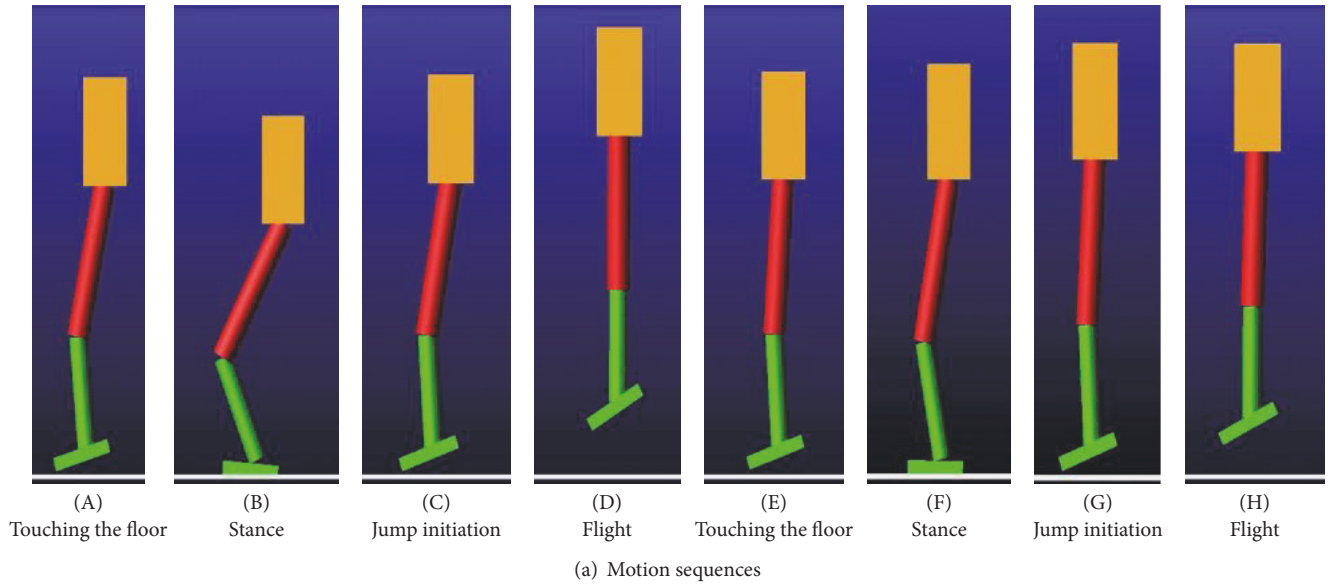 (A) (B) (C) (D) (E) (F) (G) (H)
Touching the floor Stance Jump initiation Flight Touching the floor Stance Jump initiation Flight
(a) Motion sequences